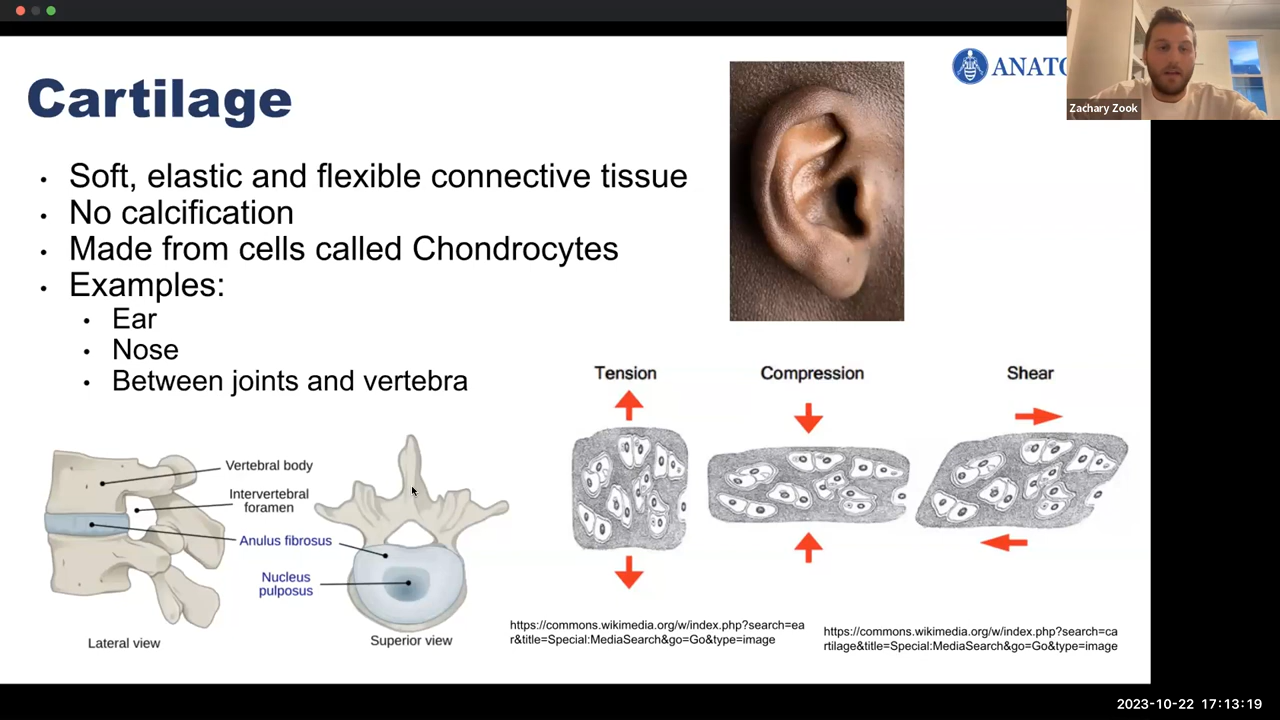 ANATO
Zachary Zook
Cartilage
• Soft, elastic and flexible connective tissue
• No calcification
• Made from cells called Chondrocytes
• Examples:
• Ear
• Nose
• Between joints and vertebra
Tension
Compression
Shear
Vertebral body
Intervertebral
foramen
Anulus fibrosus
Nucleus
pulposus
Lateral view
Superior view
https://commons.wikimedia.org/w/index.php?search=ea
r&title=Special:MediaSearch&go=Go&type=image
https://commons.wikimedia.org/w/index.php?search=ca
rtilage&title=Special:MediaSearch&go=Go&type=image
2023-10-22 17:13:19